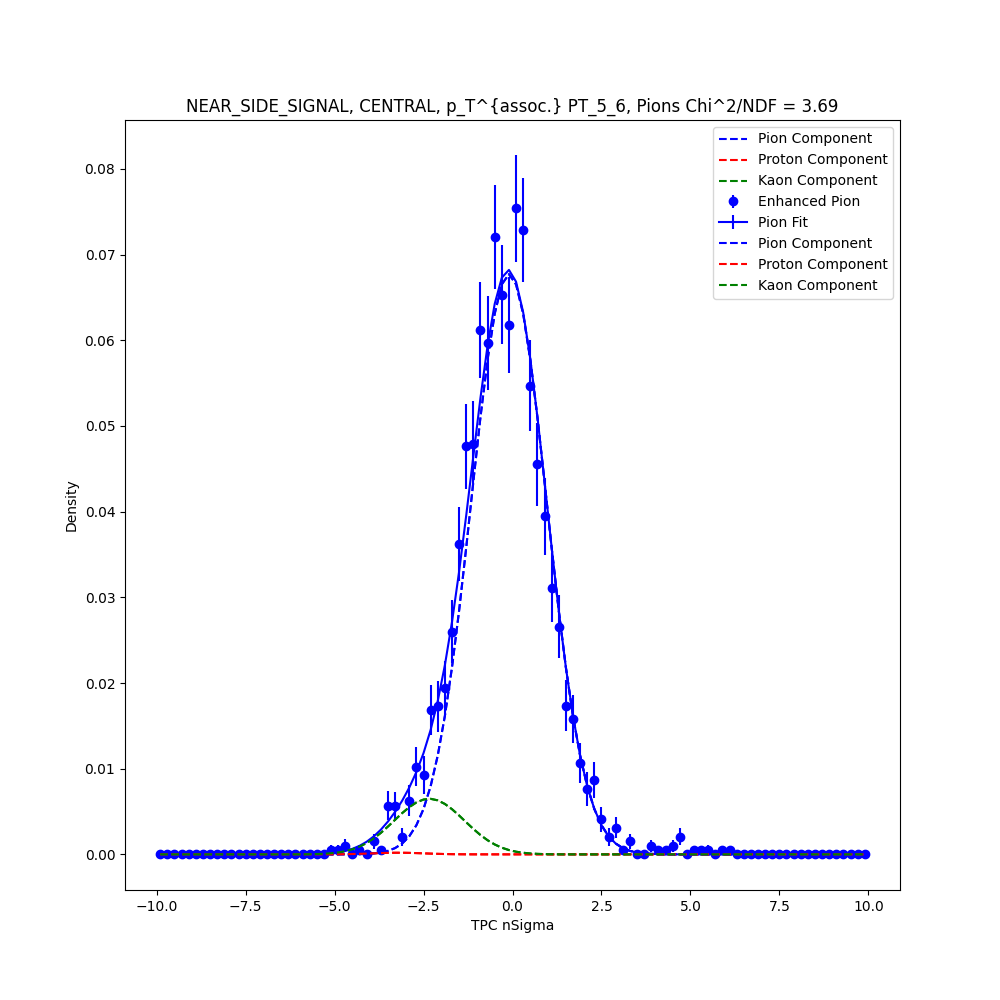 NEAR_SIDE_SIGNAL, CENTRAL, p_T^{assoc.} PT_5_6, Pions Chi^2/NDF = 3.69
Pion Component
Proton Component
Kaon Component
Enhanced Pion
Pion Fit
Pion Component
Proton Component
Kaon Component
0.08
0.07
0.06
0.05
0.04
0.03
0.02
0.01
0.00
Density
−10.0 −7.5 −5.0 −2.5 0.0 2.5 5.0 7.5 10.0
TPC nSigma